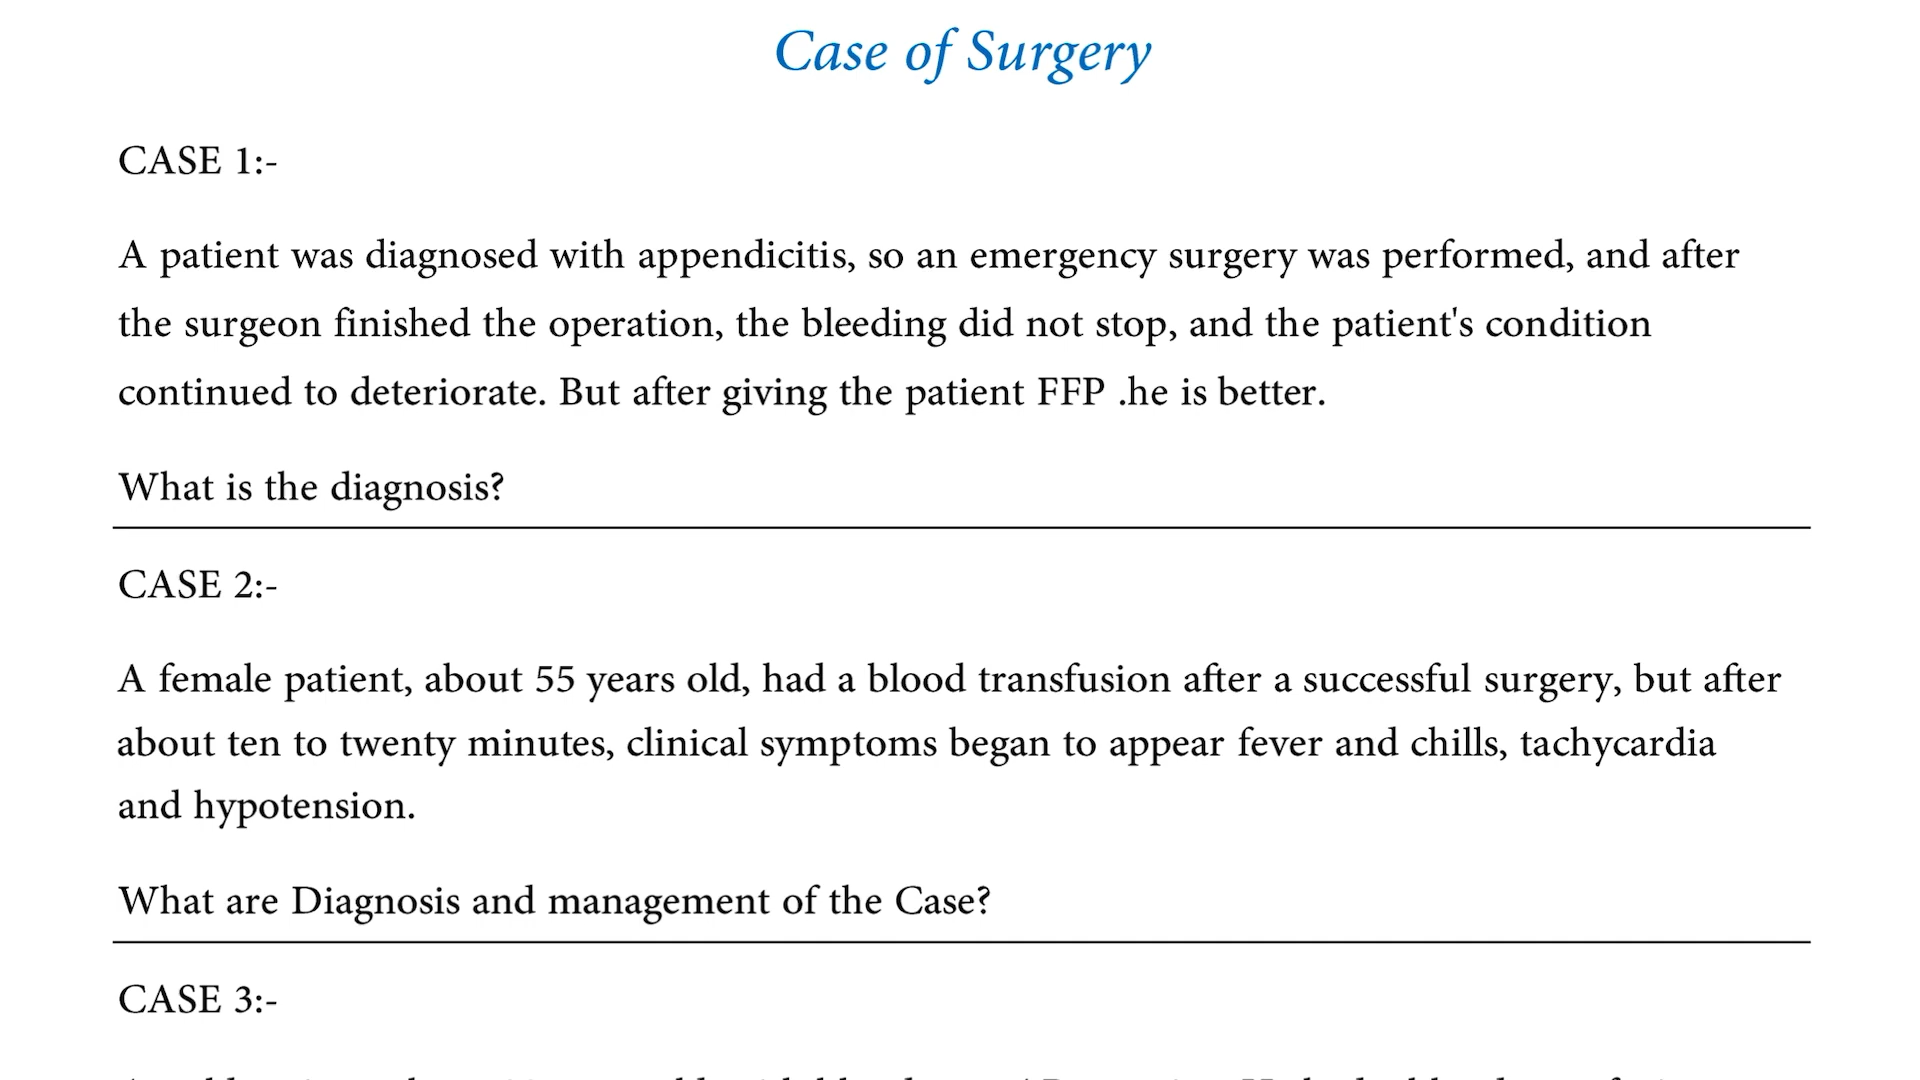 Case of Surgery
CASE 1:-
A patient was diagnosed with appendicitis, so an emergency surgery was performed, and after
the surgeon finished the operation, the bleeding did not stop, and the patient's condition
continued to deteriorate. But after giving the patient FFP .he is better.
What is the diagnosis?
CASE 2:-
A female patient, about 55 years old, had a blood transfusion after a successful surgery, but after
about ten to twenty minutes, clinical symptoms began to appear fever and chills, tachycardia
and hypotension.
What are Diagnosis and management of the Case?
CASE 3:-